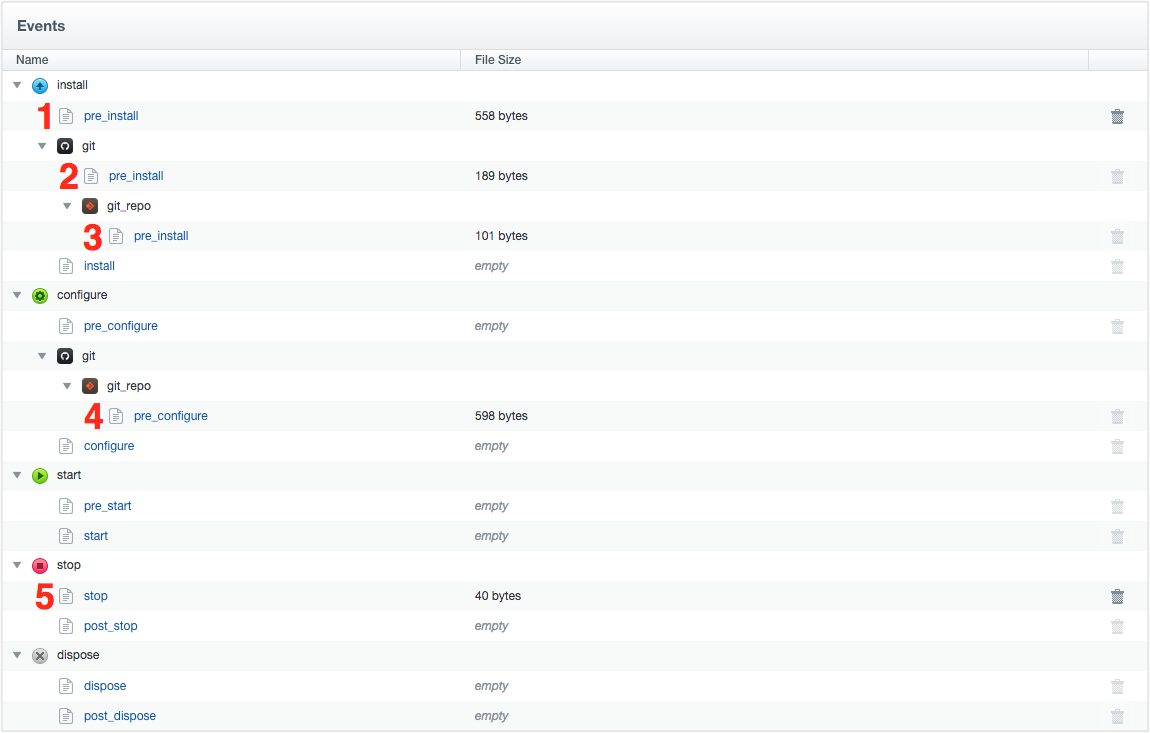 Events
Name File Size
install
1 pre_install 558 bytes
git
2 pre_install 189 bytes
git_repo
3 pre_install 101 bytes
install empty
configure
pre_configure empty
git
git_repo
4 pre_configure 598 bytes
configure empty
start
pre_start empty
start empty
stop
5 stop 40 bytes
post_stop empty
dispose
dispose empty
post_dispose empty